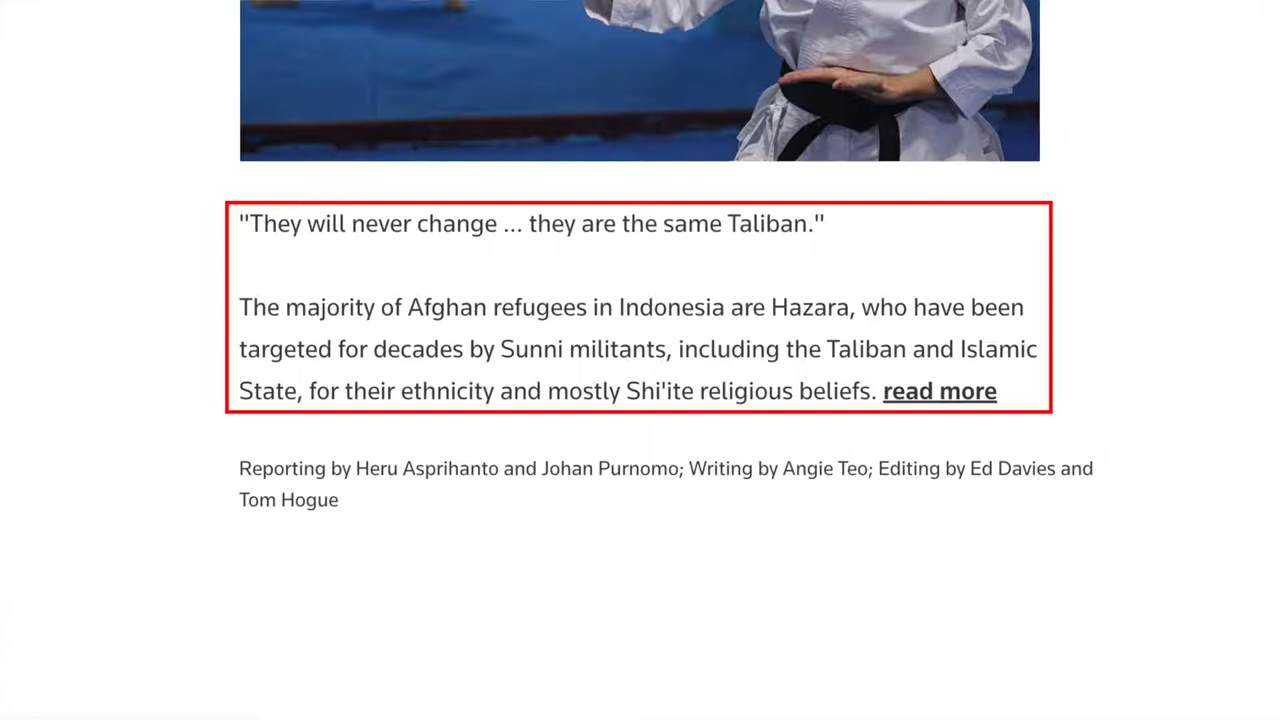 "They will never change ... they are the same Taliban."
The majority of Afghan refugees in Indonesia are Hazara, who have been
targeted for decades by Sunni militants, including the Taliban and Islamic
State, for their ethnicity and mostly Shi'ite religious beliefs. read more
Reporting by Heru Asprihanto and Johan Purnomo; Writing by Angie Teo; Editing by Ed Davies and
Tom Hogue